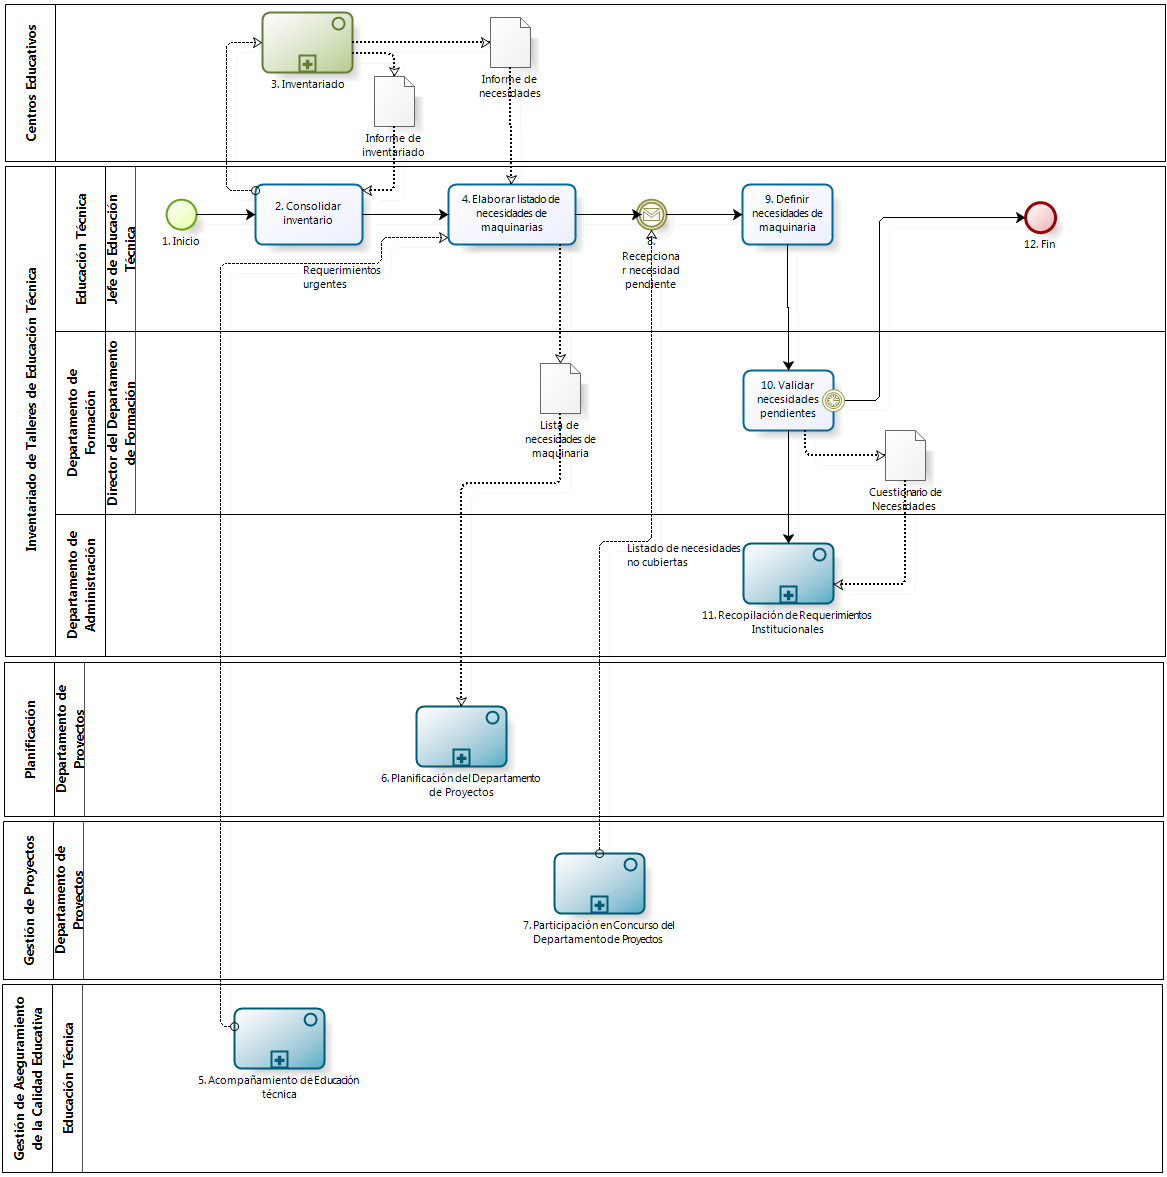 Centros Educativos
3. Inventariado
Informe de
necesidades
Informe de
inventariado
Inventariado de Talleres de Educación Técnica
Educación Técnica
Jefe de Educación
Técnica
1. Inicio
2. Consolidar
inventario
4. Elaborar listado de
necesidades de
maquinarias
8.
Recepciona
r necesidad
pendiente
9. Definir
necesidades de
maquinaria
12. Fin
Requerimientos
urgentes
Departamento de
Formación
Director del Departamento
de Formación
Lista de
necesidades de
maquinaria
10. Validar
necesidades
pendientes
Cuestionario de
Necesidades
Departamento de
Administración
Listado de necesidades
no cubiertas
11. Recopilación de Requerimientos
Institucionales
Planificación
Departamento de
Proyectos
6. Planificación del Departamento
de Proyectos
Gestión de Proyectos
Departamento de
Proyectos
7. Participación en Concurso del
Departamento de Proyectos
Gestión de Aseguramiento
de la Calidad Educativa
Educación Técnica
5. Acompañamiento de Educación
técnica